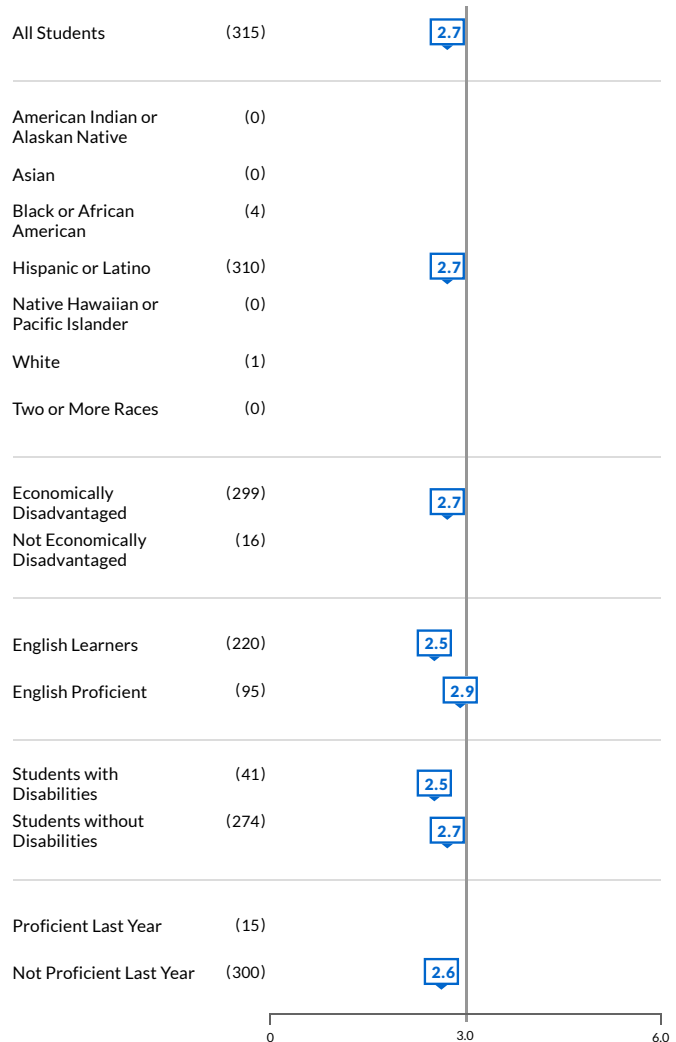 All Students (315) 2.7
American Indian or (0)
Alaskan Native
Asian (0)
Black or African (4)
American
Hispanic or Latino (310) 2.7
Native Hawaiian or (0)
Pacific Islander
White (1)
Two or More Races (0)
Economically (299) 2.7
Disadvantaged
Not Economically (16)
Disadvantaged
English Learners (220) 2.5
English Proficient (95) 2.9
Students with (41) 2.5
Disabilities
Students without (274) 2.7
Disabilities
Proficient Last Year (15)
Not Proficient Last Year (300) 2.6
0 3.0 6.0